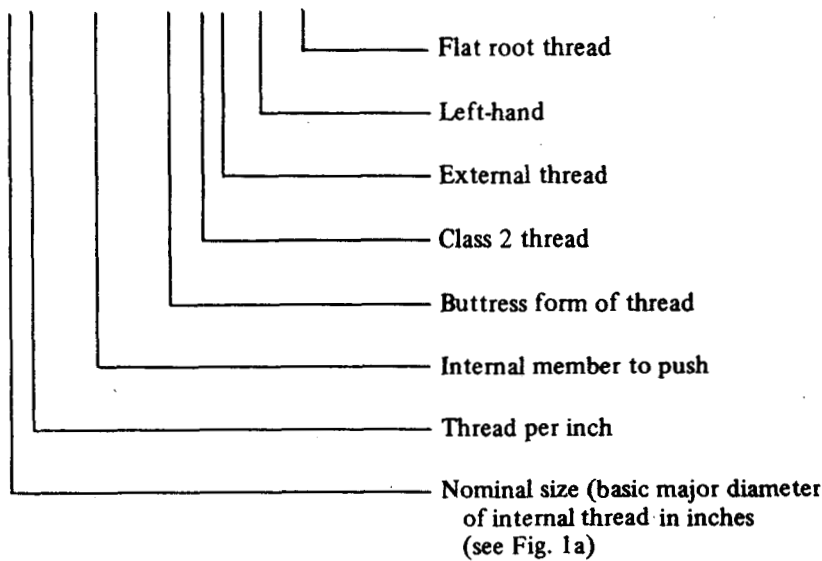 Flat root thread
Left-hand
External thread
Class 2 thread
Buttress form of thread
Internal member to push
Thread per inch
Nominal size (basic major diameter
of internal thread in inches
(see Fig. 1a)